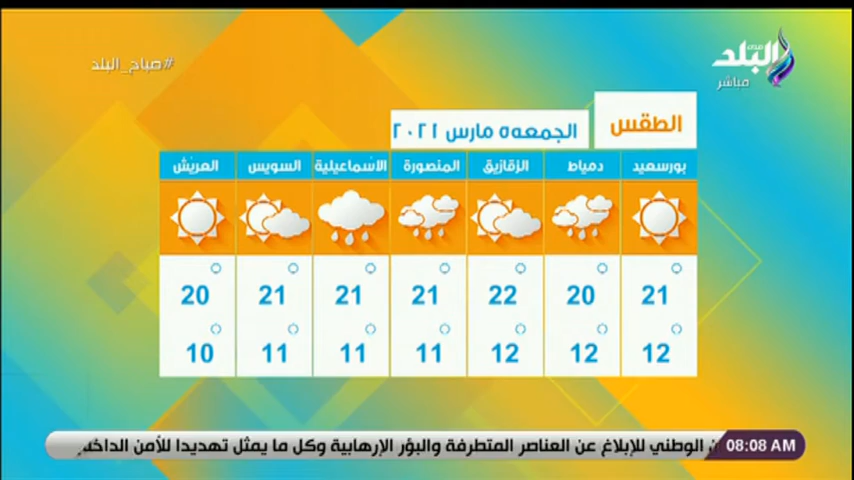 #صباح_البلد
صدى
البلد
مباشر
الطقس
الجمعه٥ مارس ٢٠٢١
بورسعيد دمياط الزقازيق المنصورة الاسماعيلية السويس العريش
21 20 22 21 21 21 20
12 12 12 11 11 11 10
ن الوطني للإبلاغ عن العناصر المتطرفة والبؤر الإرهابية وكل ما يمثل تهديدا للأمن الداخلي
08:08 AM